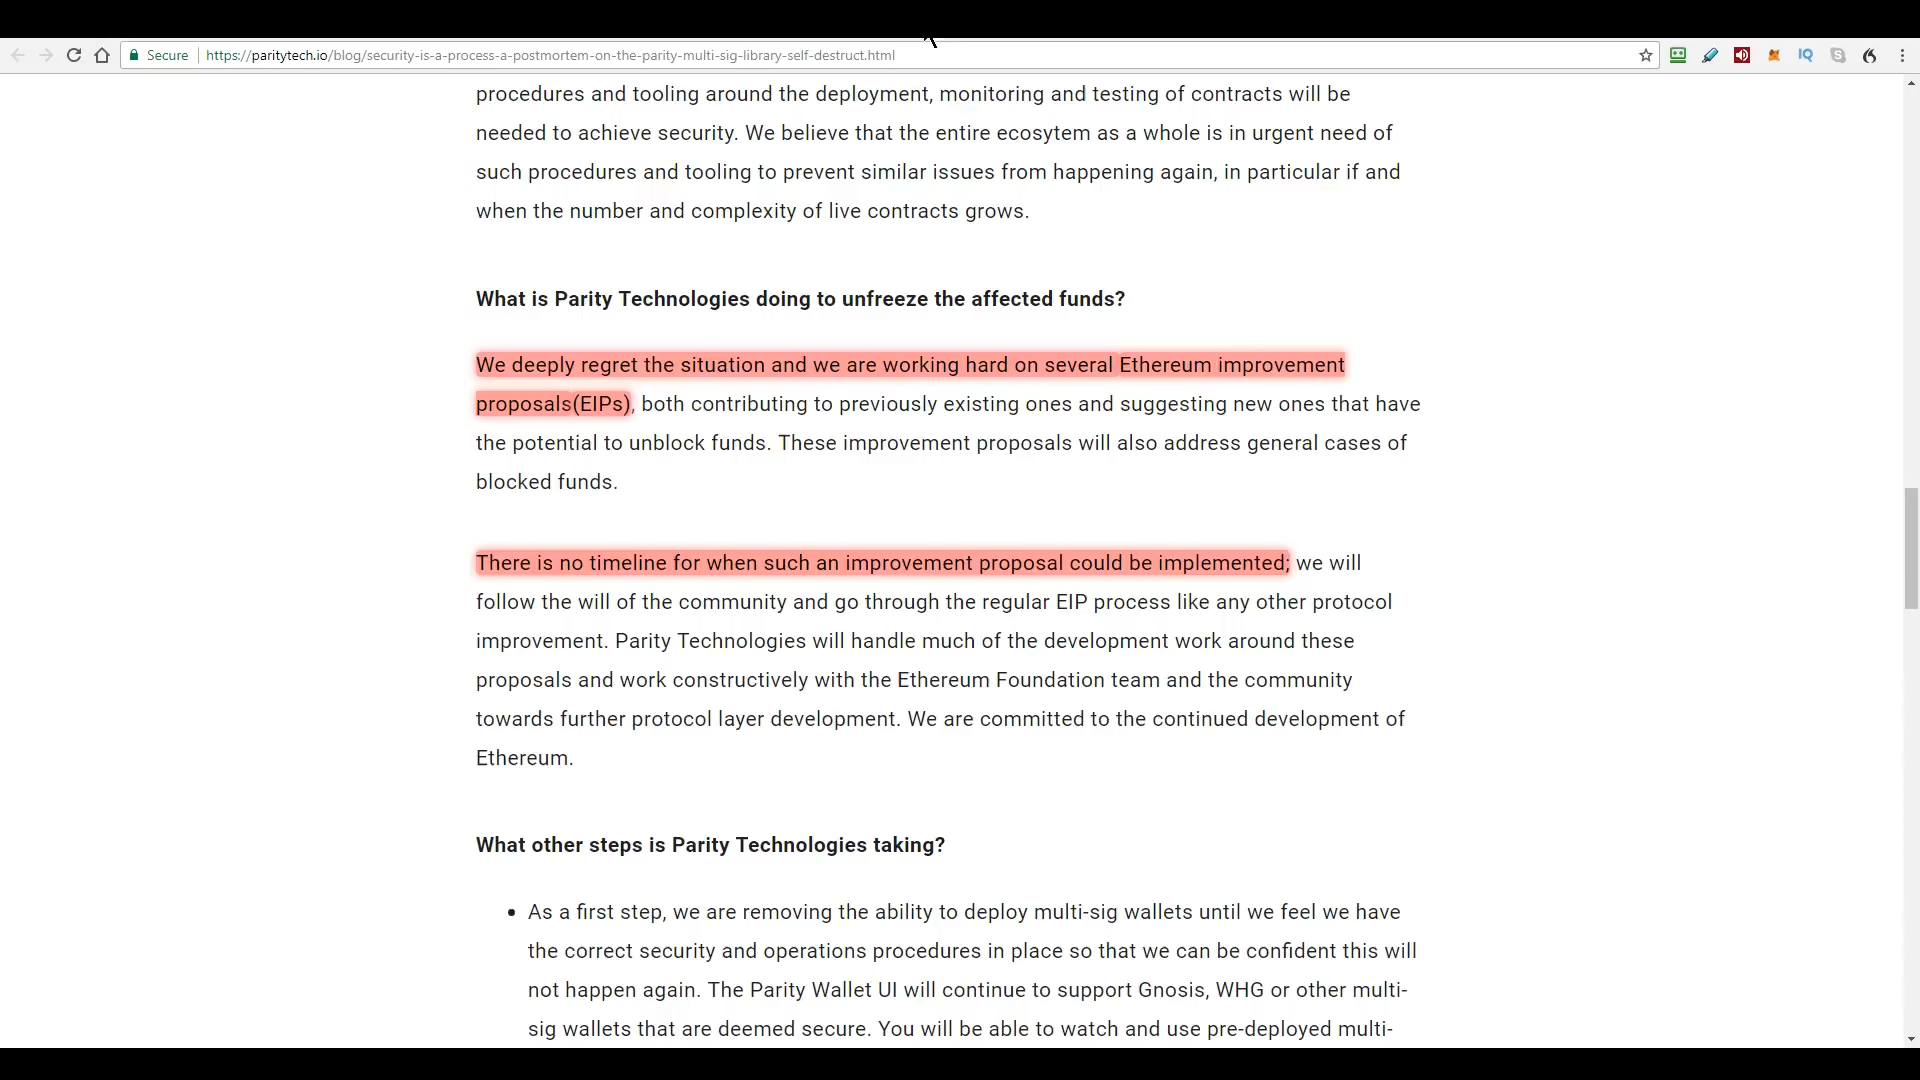 Secure https://paritytech.io/blog/security-is-a-process-a-postmortem-on-the-parity-multi-sig-library-self-destruct.html
IQ
procedures and tooling around the deployment, monitoring and testing of contracts will be
needed to achieve security. We believe that the entire ecosytem as a whole is in urgent need of
such procedures and tooling to prevent similar issues from happening again, in particular if and
when the number and complexity of live contracts grows.
What is Parity Technologies doing to unfreeze the affected funds?
We deeply regret the situation and we are working hard on several Ethereum improvement
proposals(EIPs), both contributing to previously existing ones and suggesting new ones that have
the potential to unblock funds. These improvement proposals will also address general cases of
blocked funds.
There is no timeline for when such an improvement proposal could be implemented; we will
follow the will of the community and go through the regular EIP process like any other protocol
improvement. Parity Technologies will handle much of the development work around these
proposals and work constructively with the Ethereum Foundation team and the community
towards further protocol layer development. We are committed to the continued development of
Ethereum.
What other steps is Parity Technologies taking?
• As a first step, we are removing the ability to deploy multi-sig wallets until we feel we have
the correct security and operations procedures in place so that we can be confident this will
not happen again. The Parity Wallet UI will continue to support Gnosis, WHG or other multi-
sig wallets that are deemed secure. You will be able to watch and use pre-deployed multi-